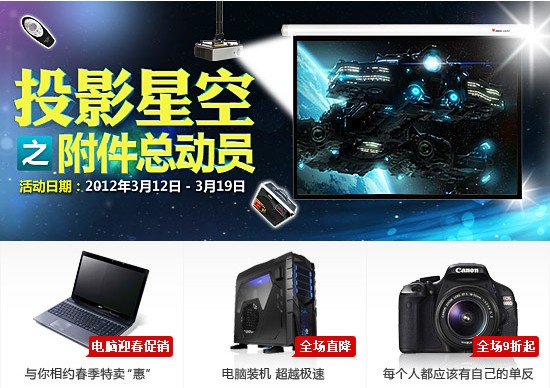 投影星空
之 附件总动员
活动日期：2012年3月12日 - 3月19日
电脑迎春促销
与你相约春季特卖“惠”
全场直降
电脑装机 超越极速
Canon
EOS
600D
全场9折起
每个人都应该有自己的单反